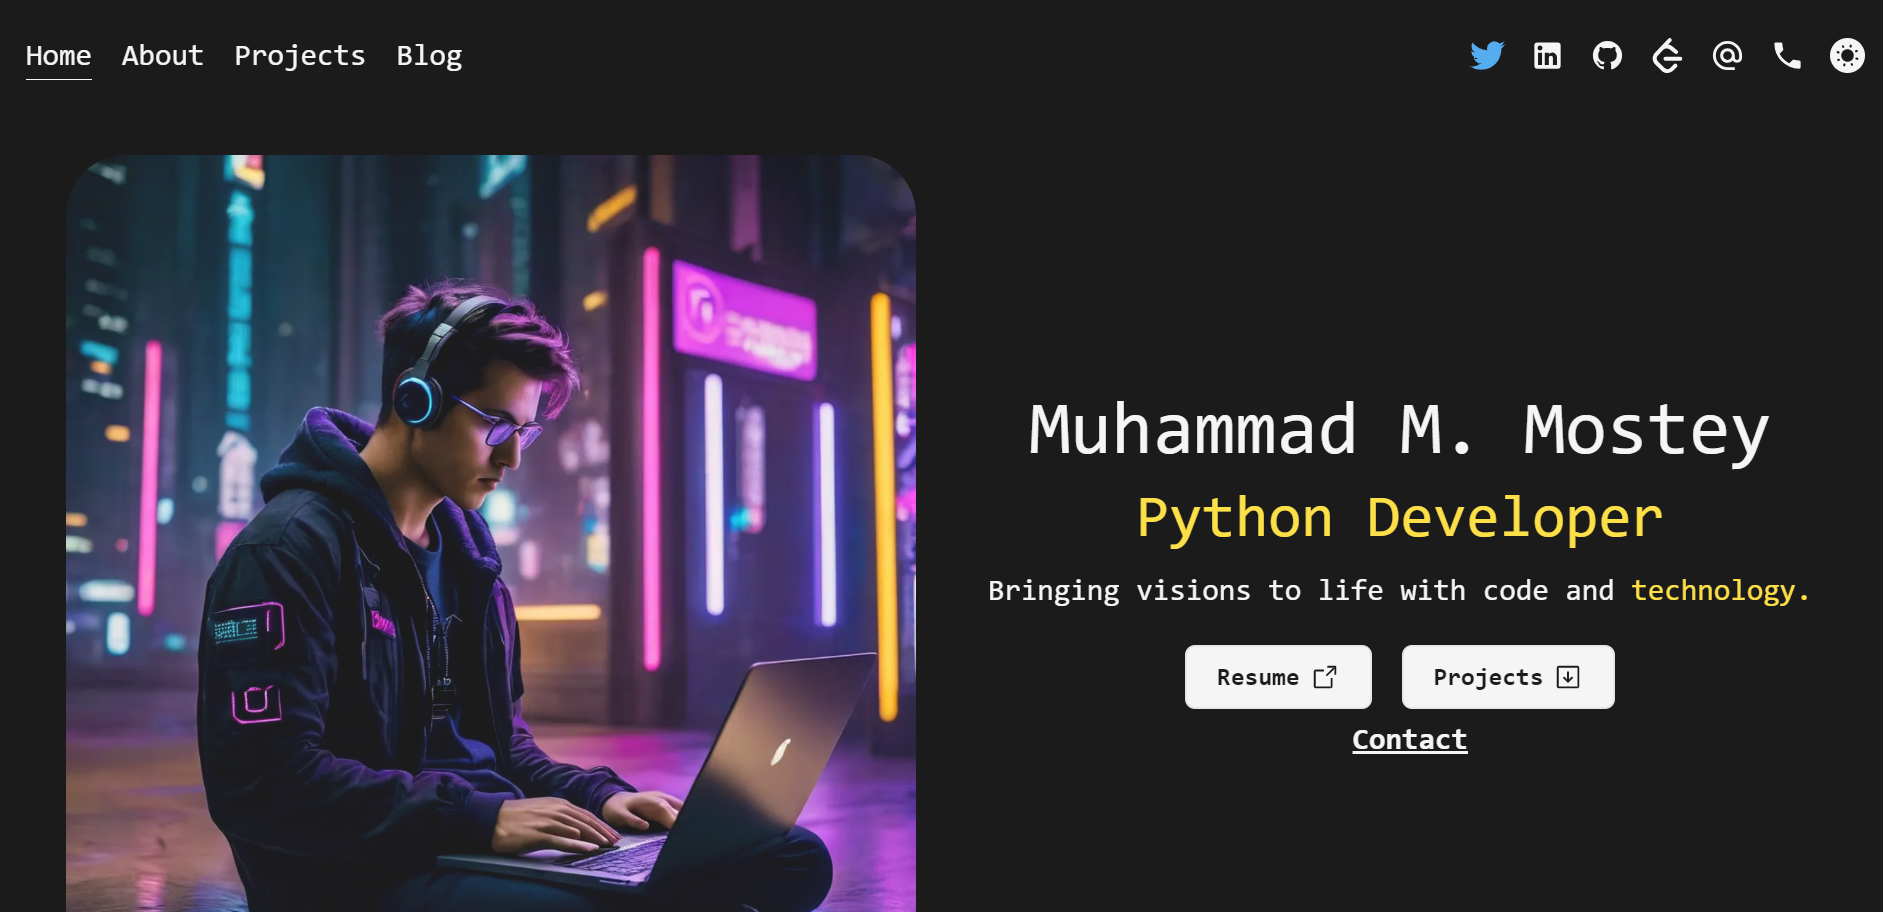 Home About Projects Blog
Muhammad M. Mostey
Python Developer
Bringing visions to life with code and technology.
Resume Projects
Contact